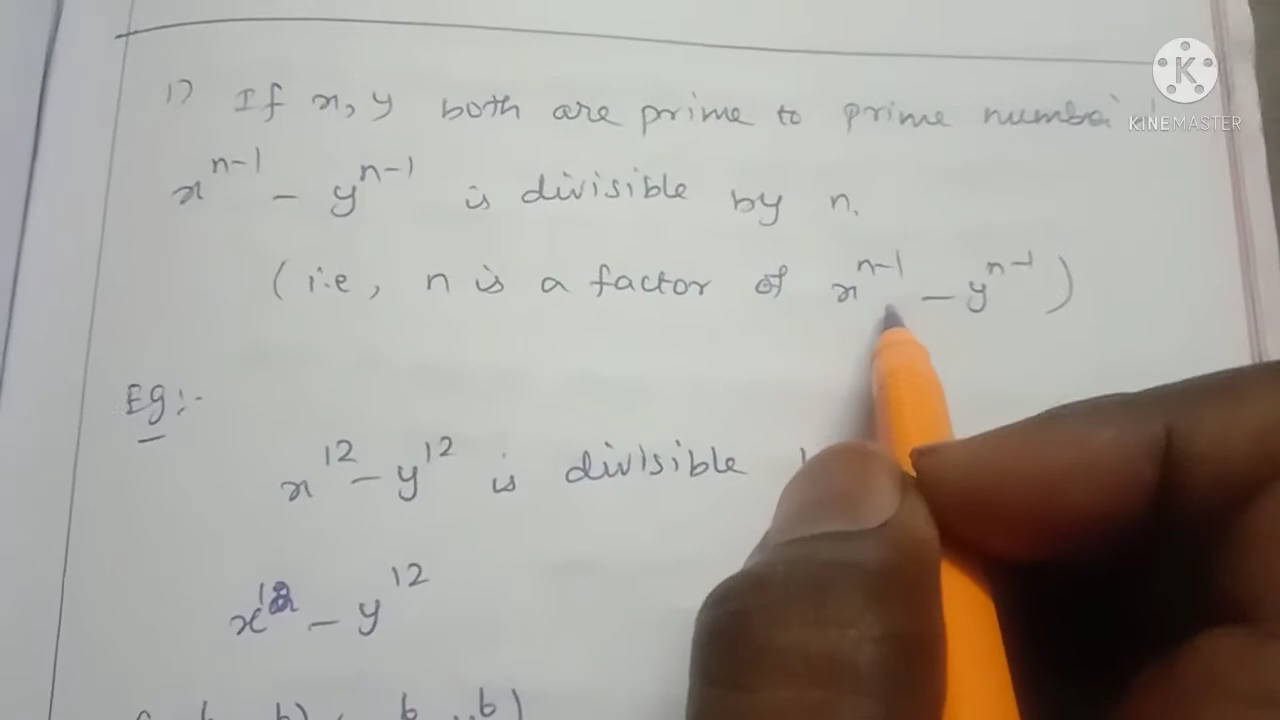 1) If x, y both are prime to prime number
KINEMASTER
x^{n-1} - y^{n-1} is divisible by n.
(i.e, n is a factor of x^{n-1} - y^{n-1})
Eg:-
x^{12} - y^{12} is divisible
x^{12} - y^{12}